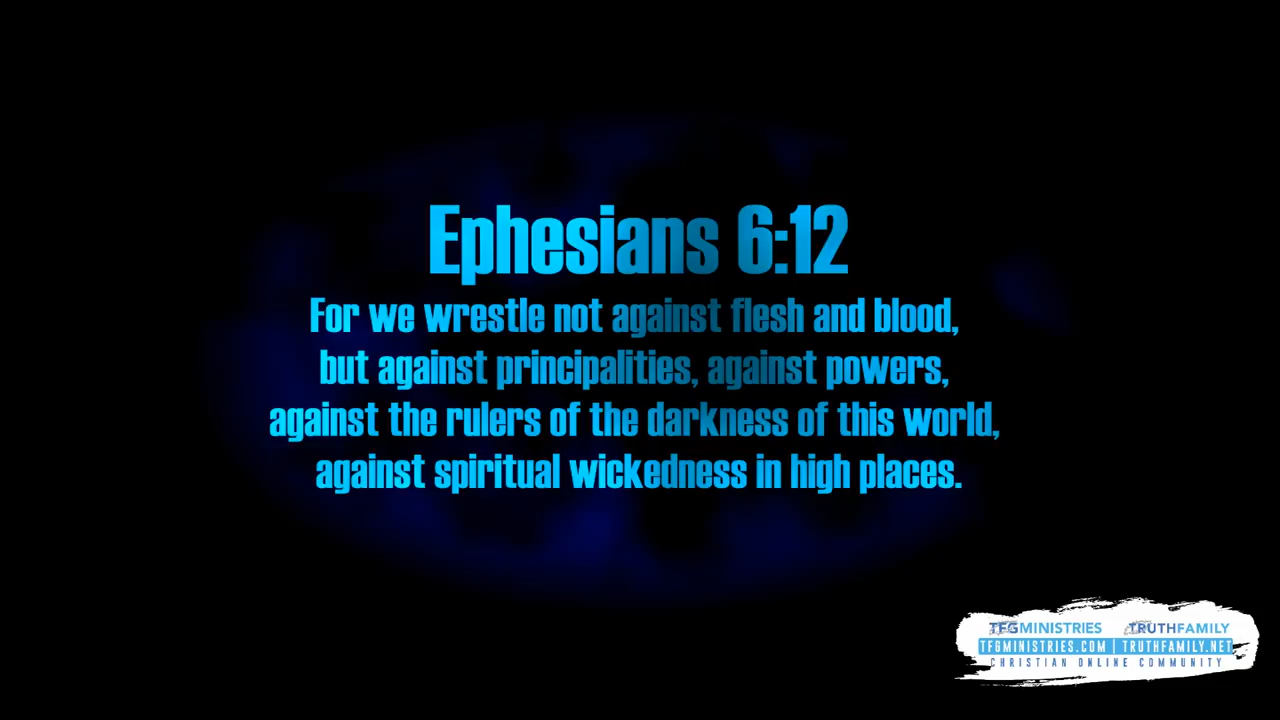 Ephesians 6:12
For we wrestle not against flesh and blood,
but against principalities, against powers,
against the rulers of the darkness of this world,
against spiritual wickedness in high places.
TFGMINISTRIES TRUTHFAMILY
TFGMINISTRIES.COM | TRUTHFAMILY.NET
CHRISTIAN ONLINE COMMUNITY